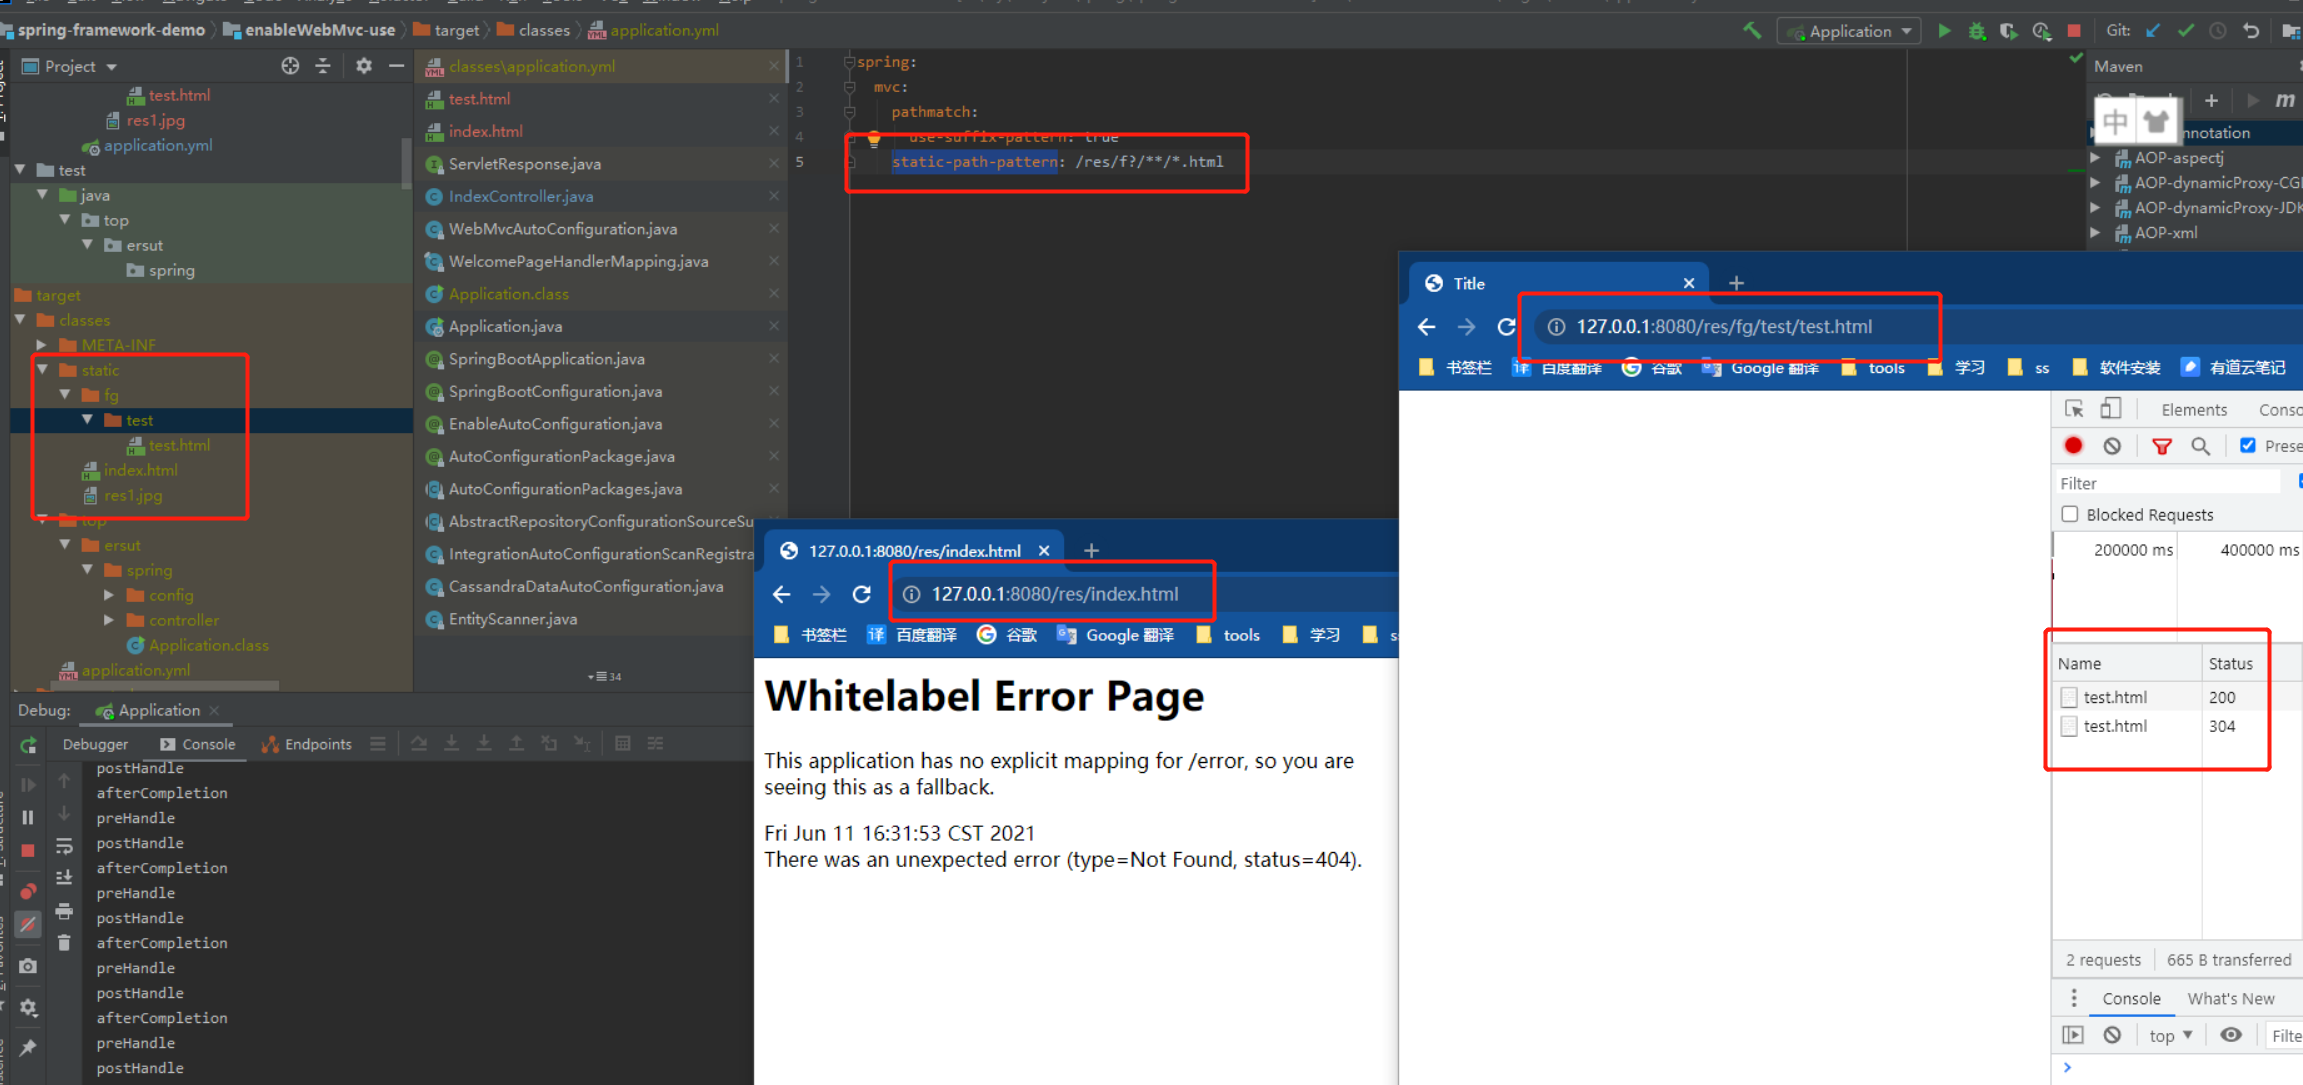 spring-framework-demo
enableWebMvc-use
target
classes
application.yml
Application
Git:
Project
test.html
res1.jpg
application.yml
test
java
top
ersut
spring
target
classes
META-INF
static
fg
test
test.html
index.html
res1.jpg
top
ersut
spring
config
controller
Application.class
application.yml
classes\application.yml
test.html
index.html
ServletResponse.java
IndexController.java
WebMvcAutoConfiguration.java
WelcomePageHandlerMapping.java
Application.class
Application.java
SpringBootApplication.java
SpringBootConfiguration.java
EnableAutoConfiguration.java
AutoConfigurationPackage.java
AutoConfigurationPackages.java
AbstractRepositoryConfigurationSourceSu
IntegrationAutoConfigurationScanRegistra
CassandraDataAutoConfiguration.java
EntityScanner.java
34
1 spring:
2 mvc:
3 pathmatch:
4 use-suffix-pattern: true
5 static-path-pattern: /res/f?/**/*.html
Maven
中
nnotation
AOP-aspectj
AOP-dynamicProxy-CGI
AOP-dynamicProxy-JDK
AOP-xml
Title
127.0.0.1:8080/res/fg/test/test.html
书签栏
译 百度翻译
谷歌
Google 翻译
tools
学习
ss
软件安装
有道云笔记
Elements
Conso
Prese
Filter
Blocked Requests
200000 ms
400000 ms
Name Status
test.html 200
test.html 304
2 requests
665 B transferred
Console
What's New
top
Filte
127.0.0.1:8080/res/index.html
127.0.0.1:8080/res/index.html
书签栏
译 百度翻译
谷歌
Google 翻译
tools
学习
s
Whitelabel Error Page
This application has no explicit mapping for /error, so you are
seeing this as a fallback.
Fri Jun 11 16:31:53 CST 2021
There was an unexpected error (type=Not Found, status=404).
Debug:
Application
Debugger
Console
Endpoints
postHandle
afterCompletion
preHandle
postHandle
afterCompletion
preHandle
postHandle
afterCompletion
preHandle
postHandle
afterCompletion
preHandle
postHandle